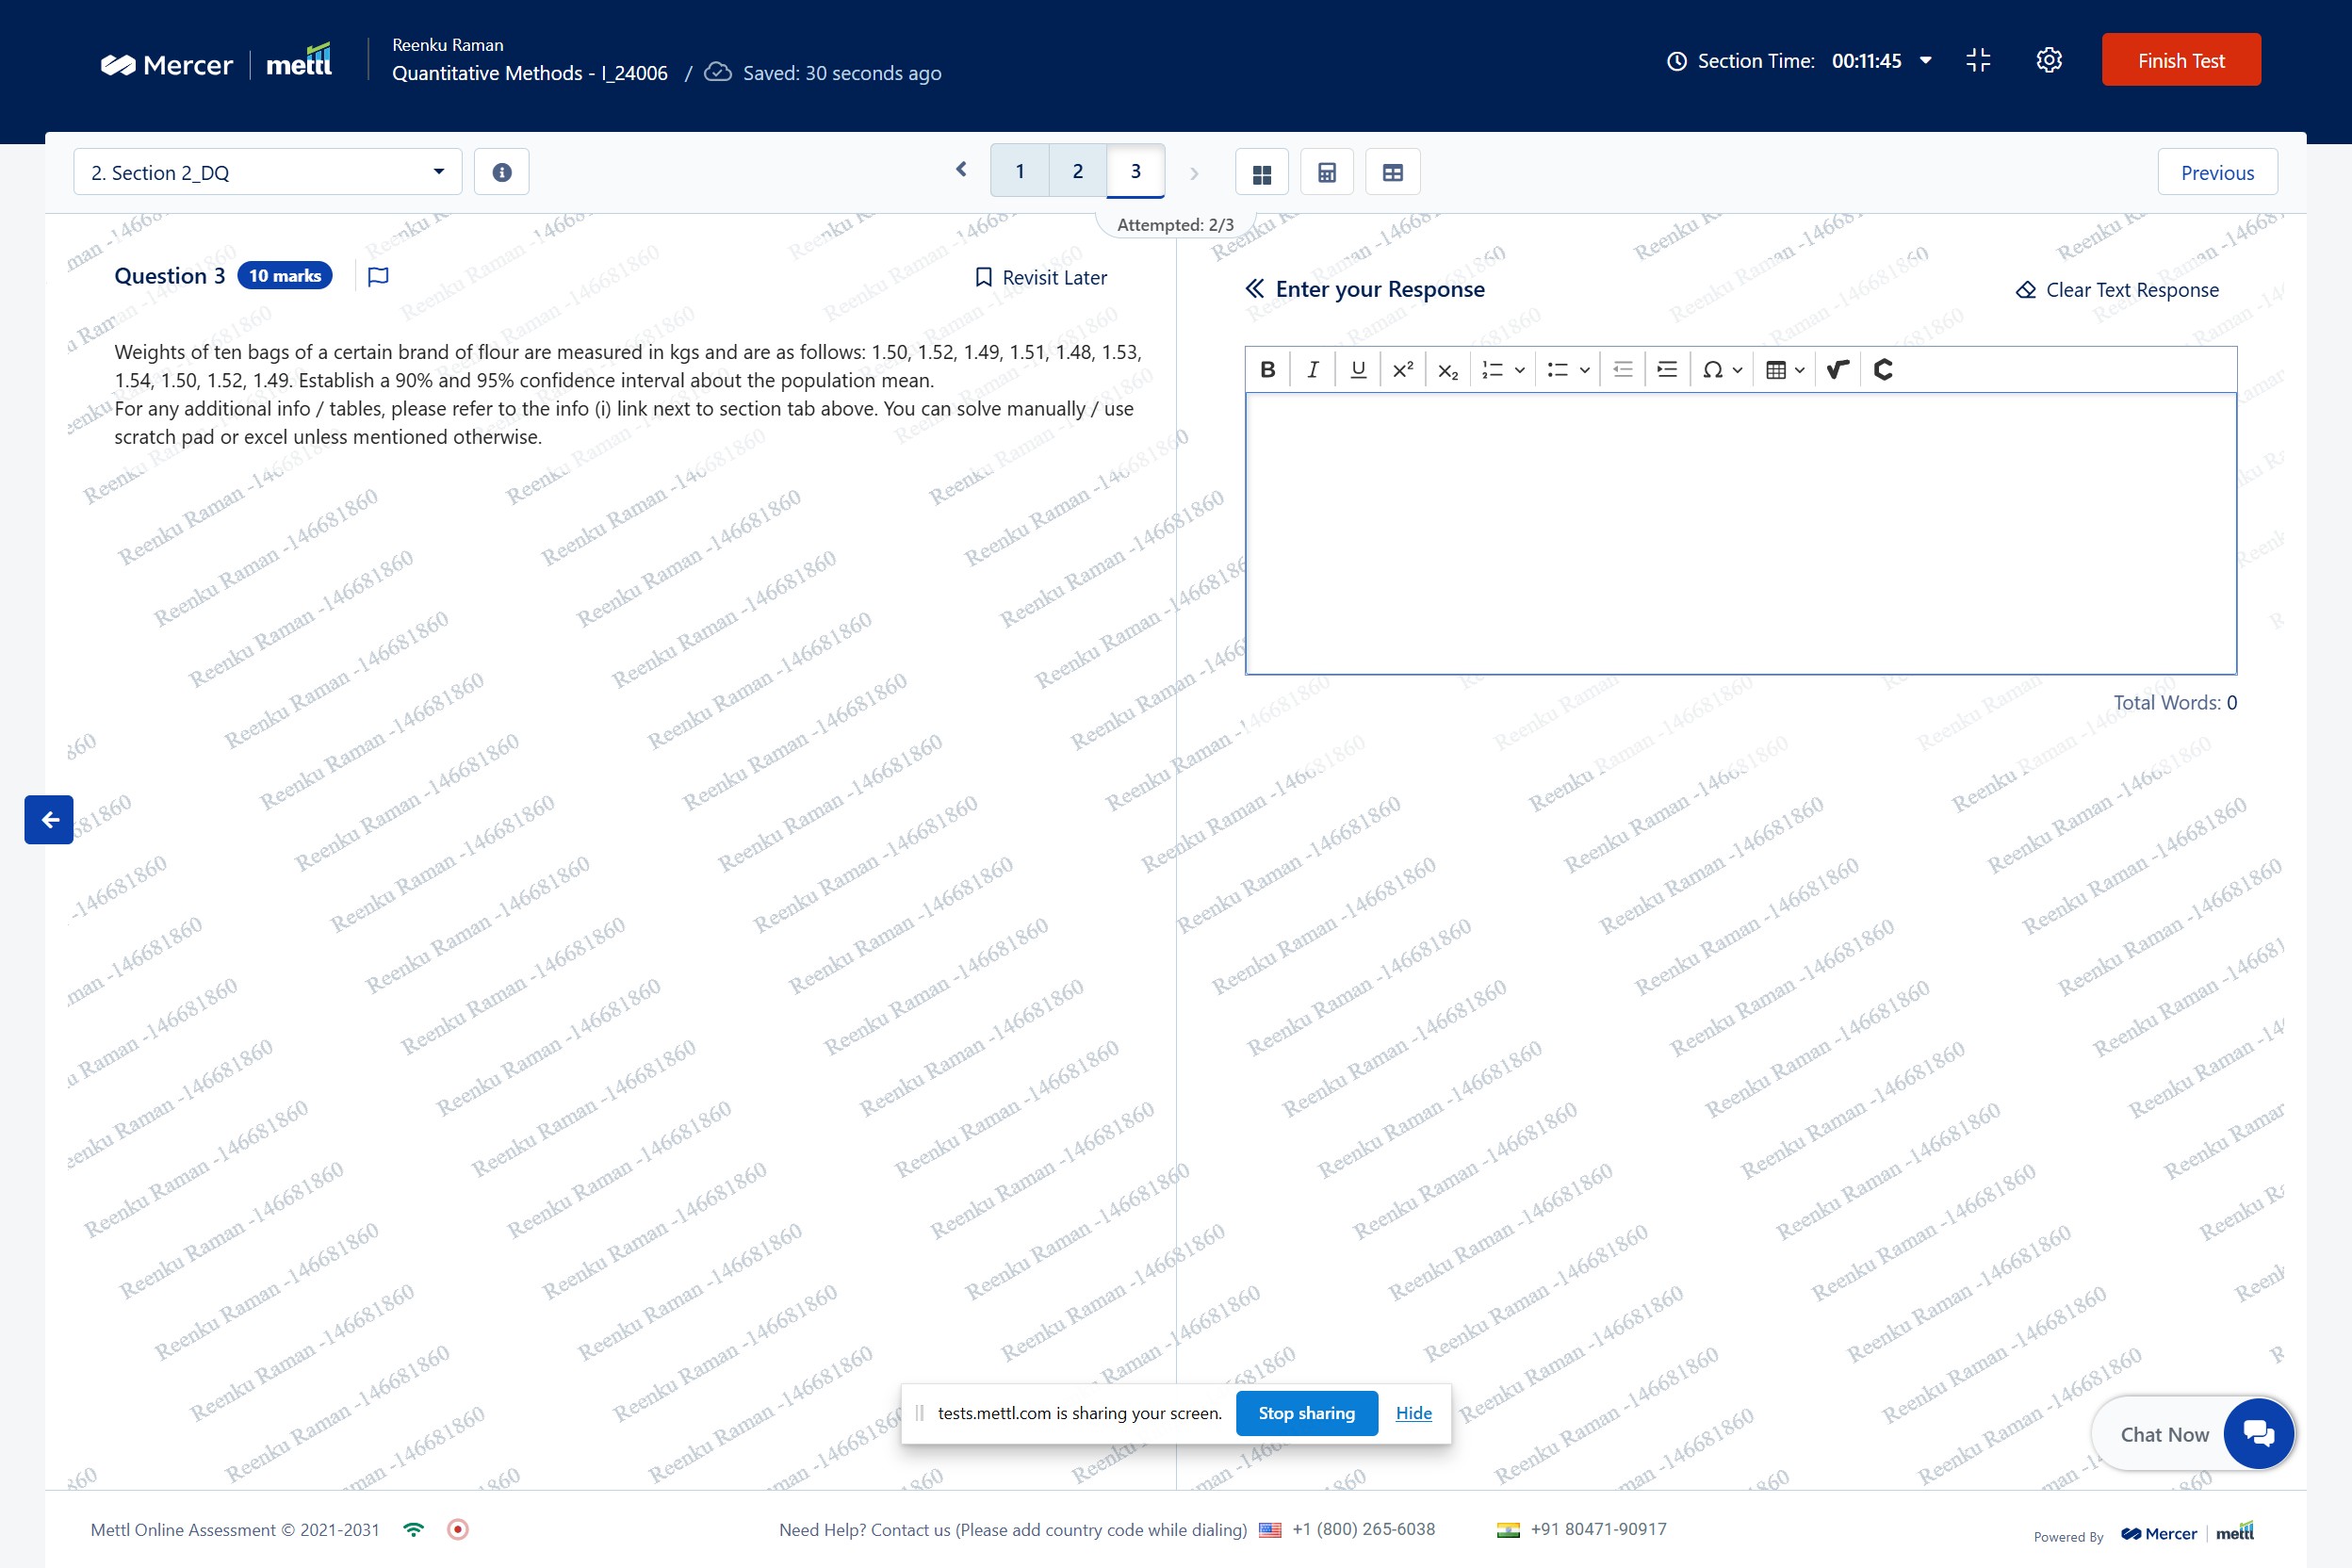 Mercer mettl
Reenku Raman
Quantitative Methods - I_24006 / Saved: 30 seconds ago
Section Time: 00:11:45
Finish Test
2. Section 2_DQ
1 2 3
Previous
Attempted: 2/3
Question 3 10 marks
Revisit Later
Weights of ten bags of a certain brand of flour are measured in kgs and are as follows: 1.50, 1.52, 1.49, 1.51, 1.48, 1.53,
1.54, 1.50, 1.52, 1.49. Establish a 90% and 95% confidence interval about the population mean.
For any additional info / tables, please refer to the info (i) link next to section tab above. You can solve manually / use
scratch pad or excel unless mentioned otherwise.
Enter your Response
Clear Text Response
B I U x² x₂
Total Words: 0
Reenku Raman -146681860
tests.mettl.com is sharing your screen. Stop sharing Hide
Chat Now
Mettl Online Assessment © 2021-2031
Need Help? Contact us (Please add country code while dialing) +1 (800) 265-6038 +91 80471-90917
Powered By Mercer mettl